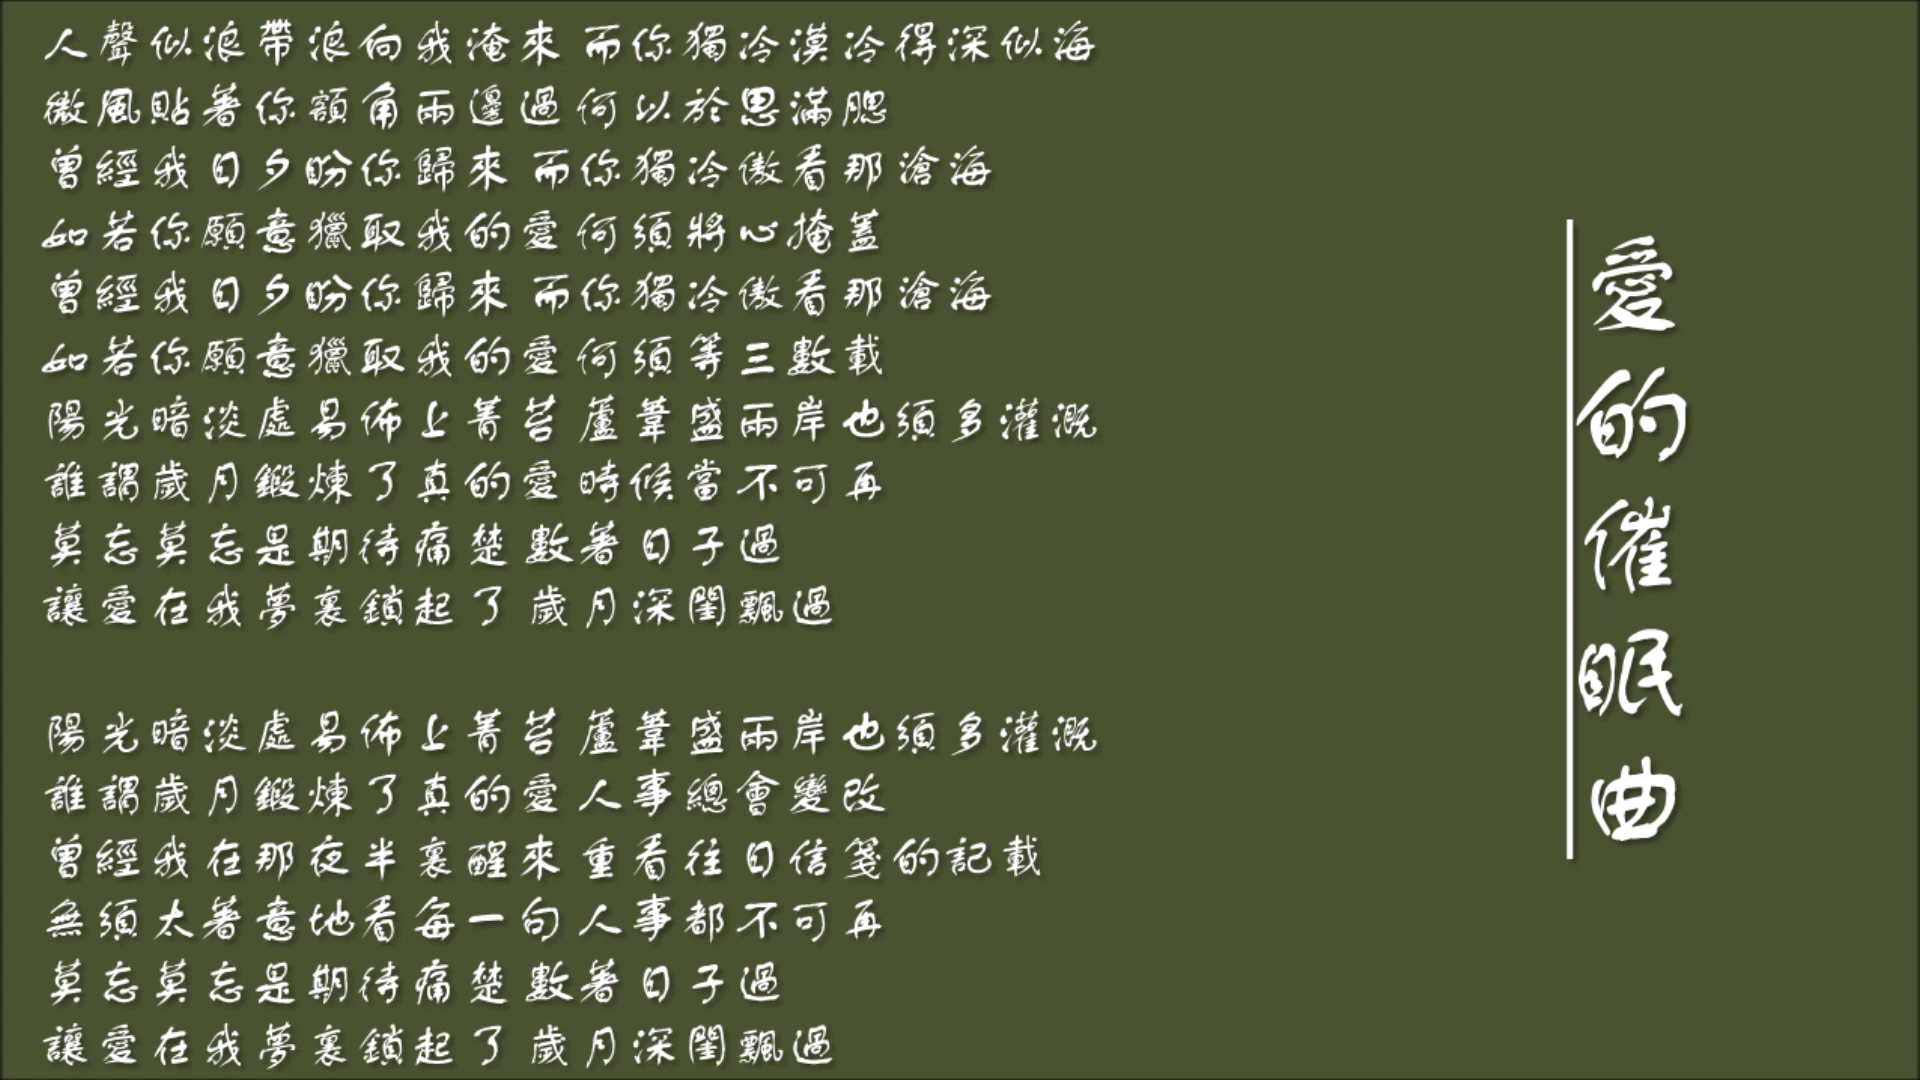 人聲似浪帶浪向我淹來 而你獨冷漠冷得深似海
微風貼著你額角兩邊過 何以於思滿腮
曾經我日夕盼你歸來 而你獨冷傲看那滄海
如若你願意獵取我的愛 何須將心掩蓋
曾經我日夕盼你歸來 而你獨冷傲看那滄海
如若你願意獵取我的愛 何須等三數載
陽光暗淡處易佈上菁苔 蘆葦盛兩岸也須多灌溉
誰謂歲月鍛煉了真的愛 時候當不可再
莫忘莫忘是期待痛楚數著日子過
讓愛在我夢裏鎖起了 歲月深閨飄過
陽光暗淡處易佈上菁苔 蘆葦盛兩岸也須多灌溉
誰謂歲月鍛煉了真的愛 人事總會變改
曾經我在那夜半裏醒來 重看往日信箋的記載
無須太著意地看每一句 人事都不可再
莫忘莫忘是期待痛楚數著日子過
讓愛在我夢裏鎖起了 歲月深閨飄過
愛的催眠曲